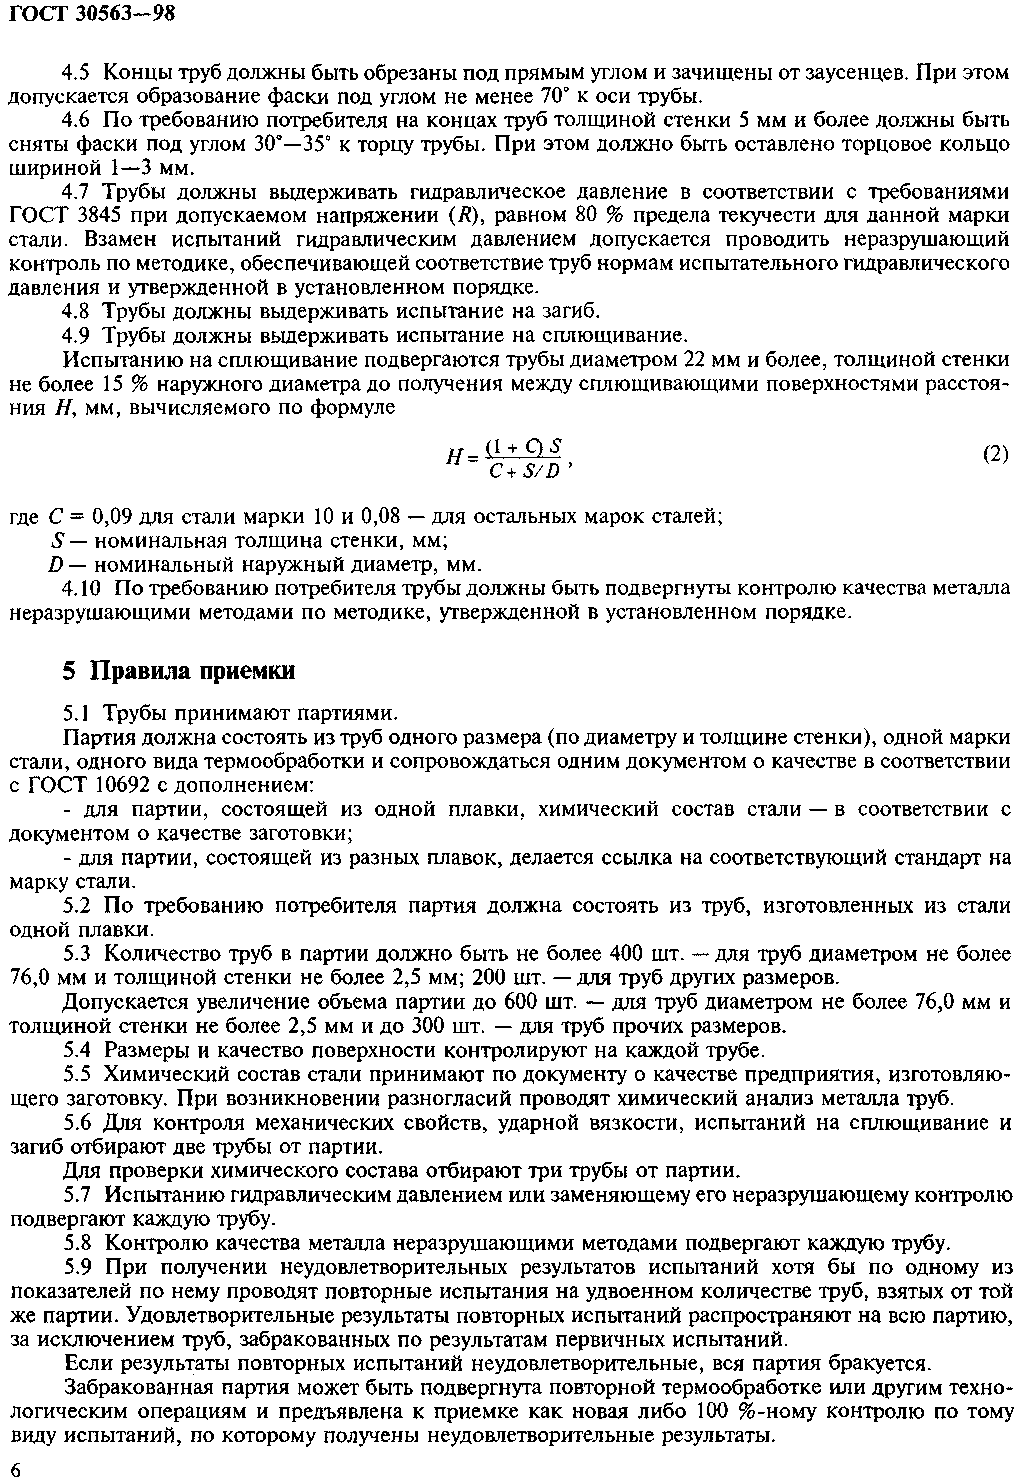 ГОСТ 30563—98
4.5 Концы труб должны быть обрезаны под прямым углом и зачищены от заусенцев. При этом
допускается образование фаски под углом не менее 70° к оси трубы.
4.6 По требованию потребителя на концах труб толщиной стенки 5 мм и более должны быть
сняты фаски под углом 30°—35° к торцу трубы. При этом должно быть оставлено торцовое кольцо
шириной 1—3 мм.
4.7 Трубы должны выдерживать гидравлическое давление в соответствии с требованиями
ГОСТ 3845 при допускаемом напряжении (R), равном 80 % предела текучести для данной марки
стали. Взамен испытаний гидравлическим давлением допускается проводить неразрушающий
контроль по методике, обеспечивающей соответствие труб нормам испытательного гидравлического
давления и утвержденной в установленном порядке.
4.8 Трубы должны выдерживать испытание на загиб.
4.9 Трубы должны выдерживать испытание на сплющивание.
Испытанию на сплющивание подвергаются трубы диаметром 22 мм и более, толщиной стенки
не более 15 % наружного диаметра до получения между сплющивающими поверхностями расстоя-
ния H, мм, вычисляемого по формуле
H = (1 + C) S / C + S/D , (2)
где C = 0,09 для стали марки 10 и 0,08 — для остальных марок сталей;
S — номинальная толщина стенки, мм;
D — номинальный наружный диаметр, мм.
4.10 По требованию потребителя трубы должны быть подвергнуты контролю качества металла
неразрушающими методами по методике, утвержденной в установленном порядке.
5 Правила приемки
5.1 Трубы принимают партиями.
Партия должна состоять из труб одного размера (по диаметру и толщине стенки), одной марки
стали, одного вида термообработки и сопровождаться одним документом о качестве в соответствии
с ГОСТ 10692 с дополнением:
- для партии, состоящей из одной плавки, химический состав стали — в соответствии с
документом о качестве заготовки;
- для партии, состоящей из разных плавок, делается ссылка на соответствующий стандарт на
марку стали.
5.2 По требованию потребителя партия должна состоять из труб, изготовленных из стали
одной плавки.
5.3 Количество труб в партии должно быть не более 400 шт. — для труб диаметром не более
76,0 мм и толщиной стенки не более 2,5 мм; 200 шт. — для труб других размеров.
Допускается увеличение объема партии до 600 шт. — для труб диаметром не более 76,0 мм и
толщиной стенки не более 2,5 мм и до 300 шт. — для труб прочих размеров.
5.4 Размеры и качество поверхности контролируют на каждой трубе.
5.5 Химический состав стали принимают по документу о качестве предприятия, изготовляю-
щего заготовку. При возникновении разногласий проводят химический анализ металла труб.
5.6 Для контроля механических свойств, ударной вязкости, испытаний на сплющивание и
загиб отбирают две трубы от партии.
Для проверки химического состава отбирают три трубы от партии.
5.7 Испытанию гидравлическим давлением или заменяющему его неразрушающему контролю
подвергают каждую трубу.
5.8 Контролю качества металла неразрушающими методами подвергают каждую трубу.
5.9 При получении неудовлетворительных результатов испытаний хотя бы по одному из
показателей по нему проводят повторные испытания на удвоенном количестве труб, взятых от той
же партии. Удовлетворительные результаты повторных испытаний распространяют на всю партию,
за исключением труб, забракованных по результатам первичных испытаний.
Если результаты повторных испытаний неудовлетворительные, вся партия бракуется.
Забракованная партия может быть подвергнута повторной термообработке или другим техно-
логическим операциям и предъявлена к приемке как новая либо 100 %-ному контролю по тому
виду испытаний, по которому получены неудовлетворительные результаты.
6